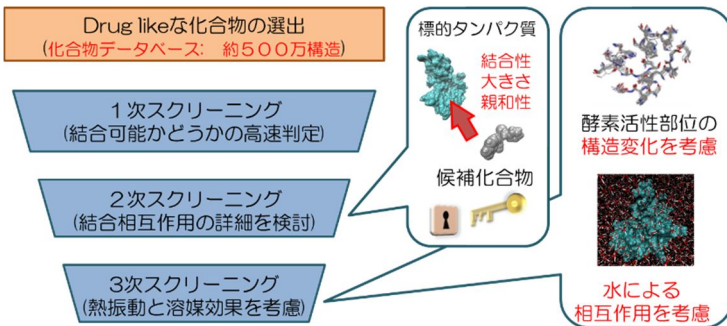 Drug likeな化合物の選出
(化合物データベース:　約５００万構造)
１次スクリーニング
(結合可能かどうかの高速判定)
２次スクリーニング
(結合相互作用の詳細を検討)
３次スクリーニング
(熱振動と溶媒効果を考慮)
標的タンパク質
結合性
大きさ
親和性
候補化合物
酵素活性部位の
構造変化を考慮
水による
相互作用を考慮